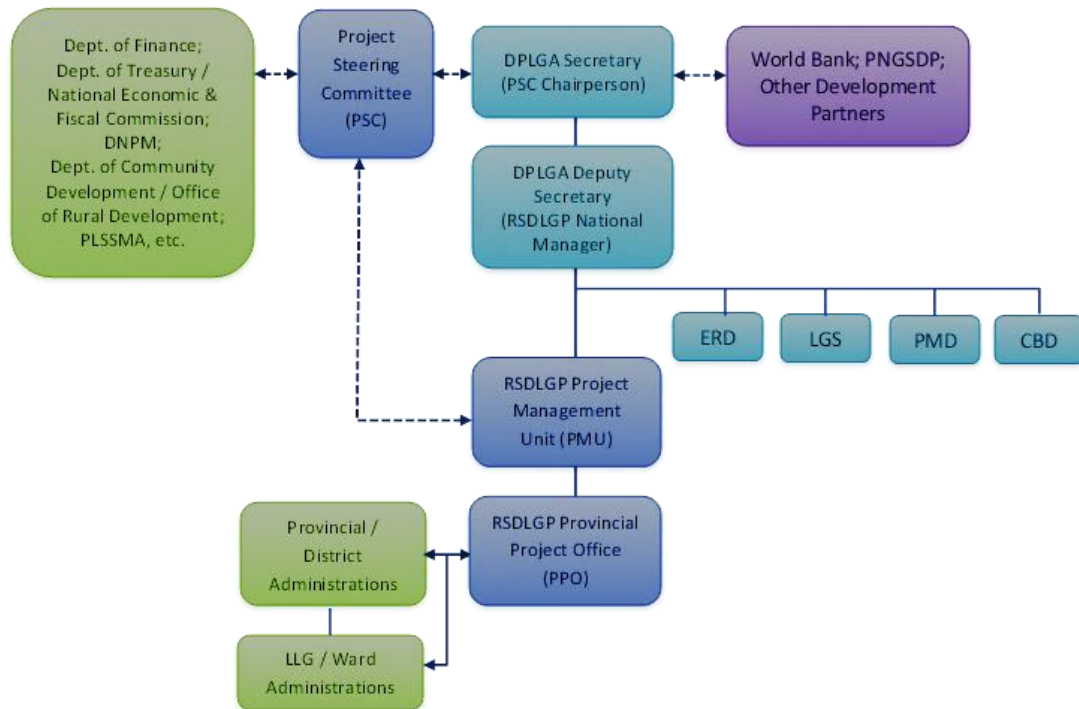 Dept. of Finance;
Dept. of Treasury /
National Economic &
Fiscal Commission;
DNPM;
Dept. of Community
Development / Office
of Rural Development;
PLSSMA, etc.
Project
Steering
Committee
(PSC)
DPLGA Secretary
(PSC Chairperson)
World Bank; PNGSDP;
Other Development
Partners
DPLGA Deputy
Secretary
(RSDLGP National
Manager)
ERD
LGS
PMD
CBD
RSDLGP Project
Management
Unit (PMU)
RSDLGP Provincial
Project Office
(PPO)
Provincial /
District
Administrations
LLG / Ward
Administrations